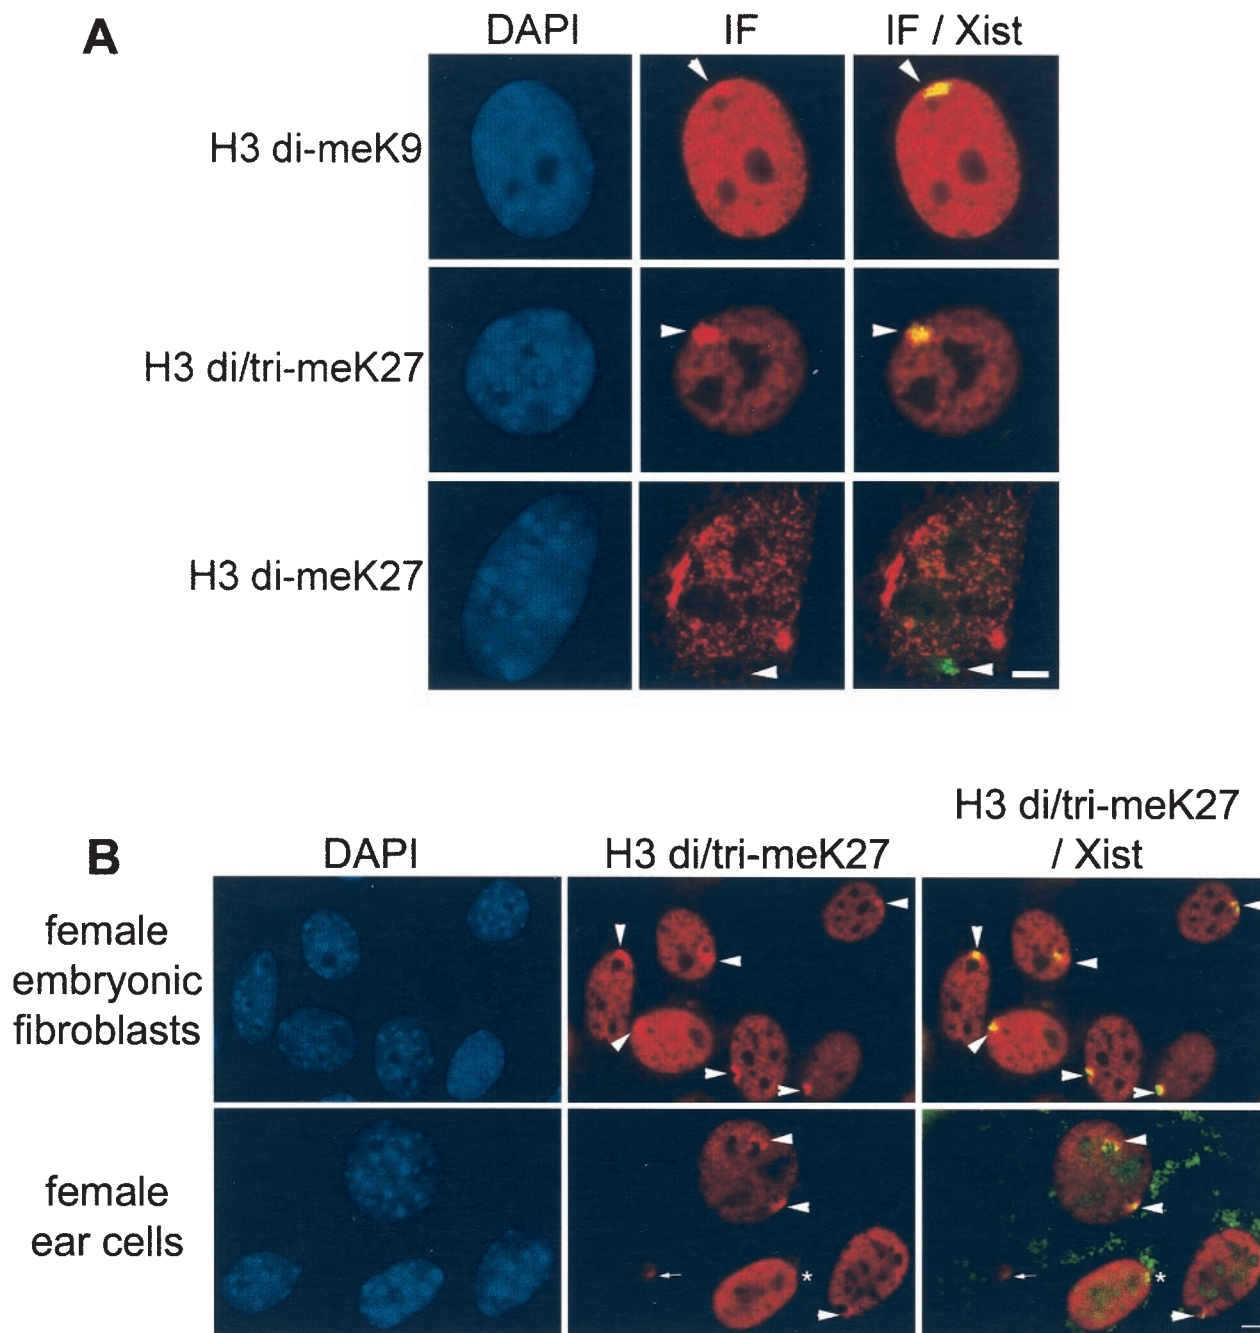 A
DAPI
IF
IF / Xist
H3 di-meK9
H3 di/tri-meK27
H3 di-meK27
B
DAPI
H3 di/tri-meK27
H3 di/tri-meK27
/ Xist
female
embryonic
fibroblasts
female
ear cells
*
*